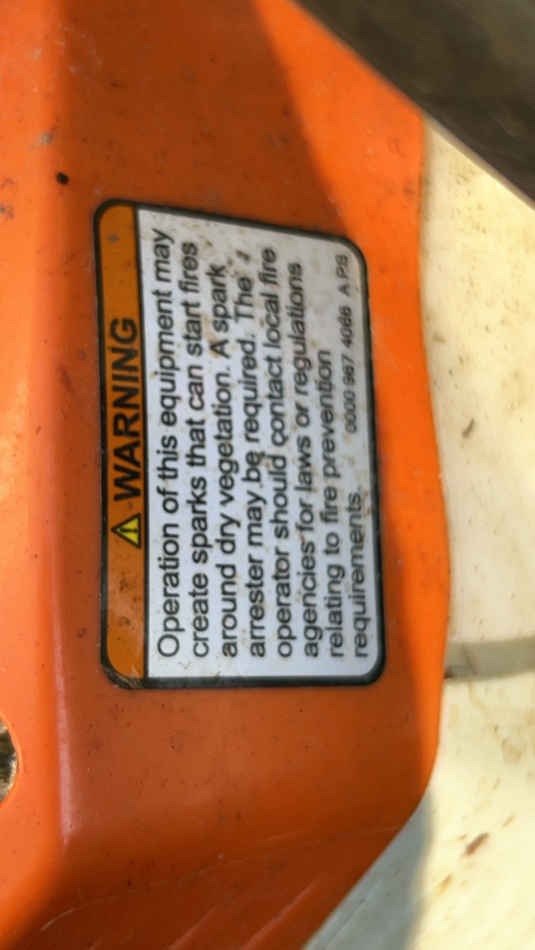 WARNING
Operation of this equipment may
create sparks that can start fires
around dry vegetation. A spark
arrester may be required. The
operator should contact local fire
agencies for laws or regulations
relating to fire prevention
requirements.
0000 967 4066 A PS